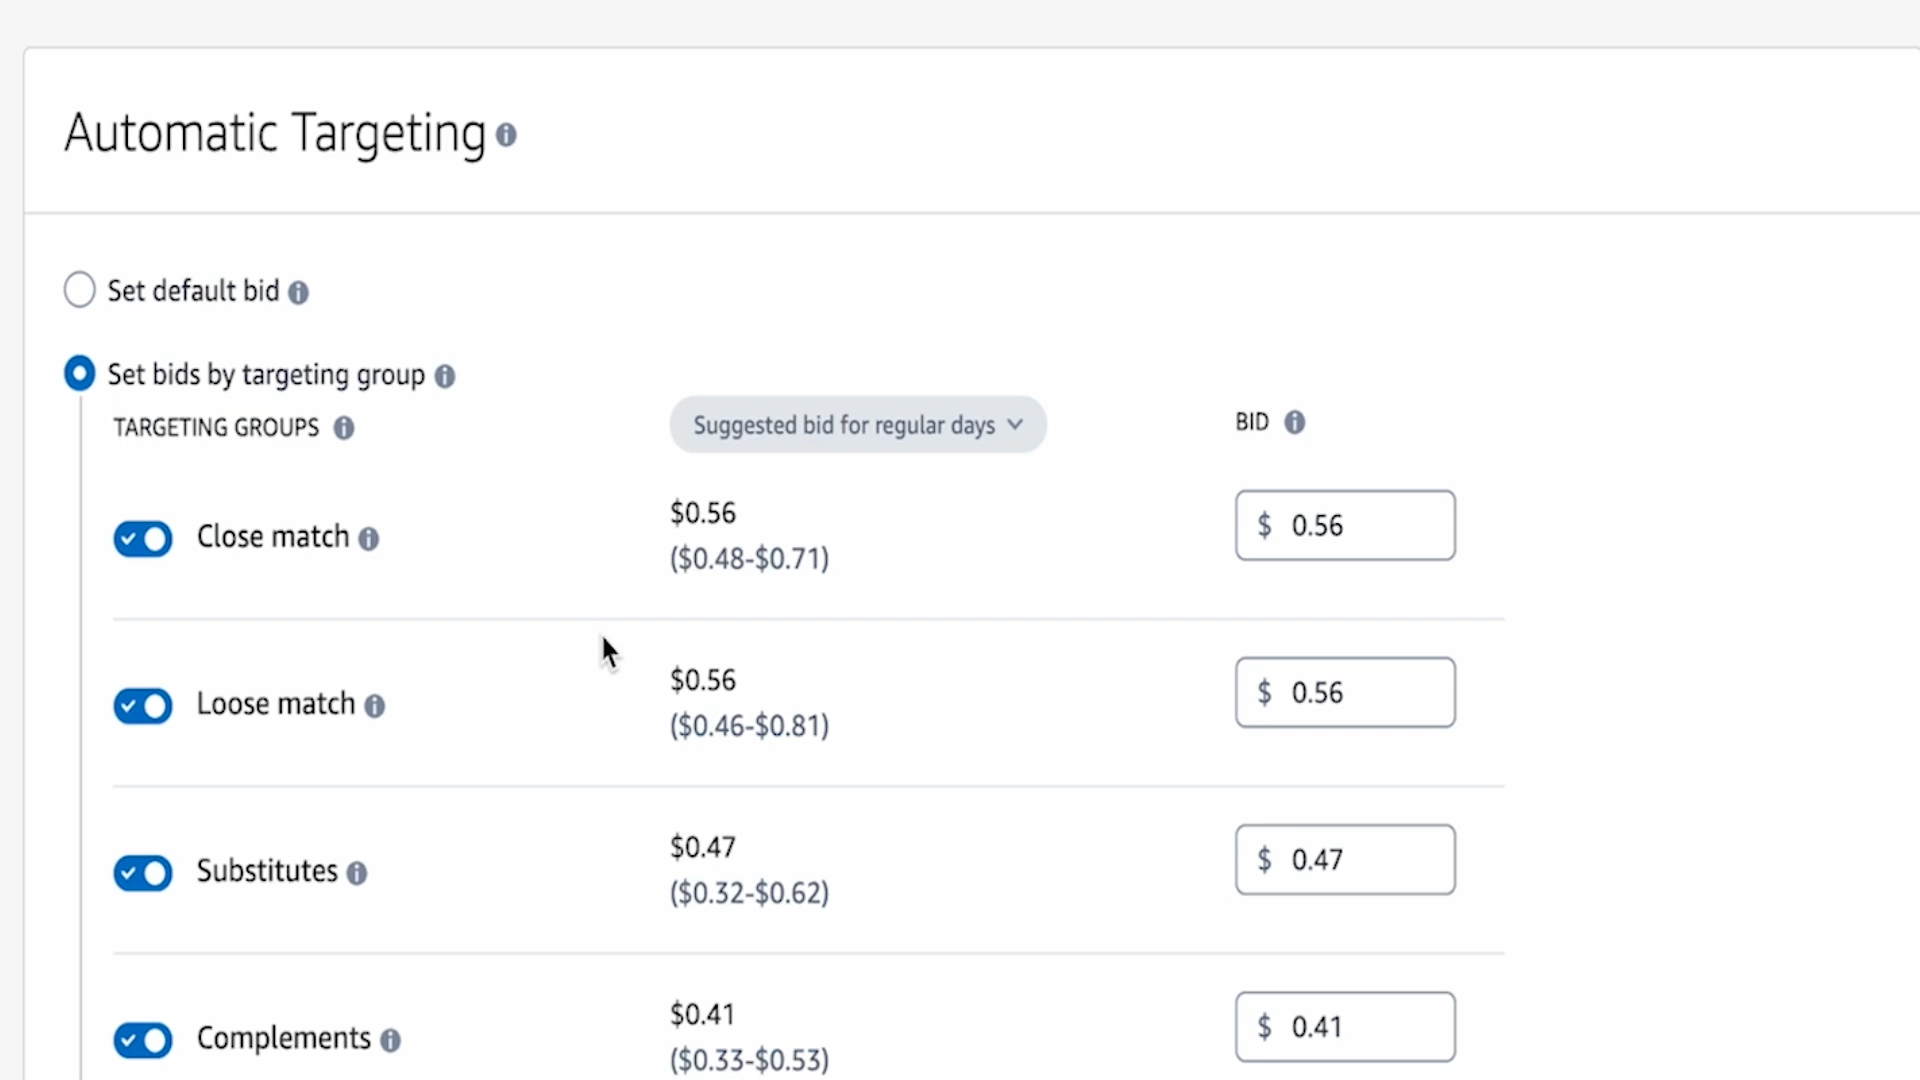 Automatic Targeting
Set default bid
Set bids by targeting group
TARGETING GROUPS
Suggested bid for regular days
BID
Close match
$0.56
($0.48-$0.71)
$ 0.56
Loose match
$0.56
($0.46-$0.81)
$ 0.56
Substitutes
$0.47
($0.32-$0.62)
$ 0.47
Complements
$0.41
($0.33-$0.53)
$ 0.41